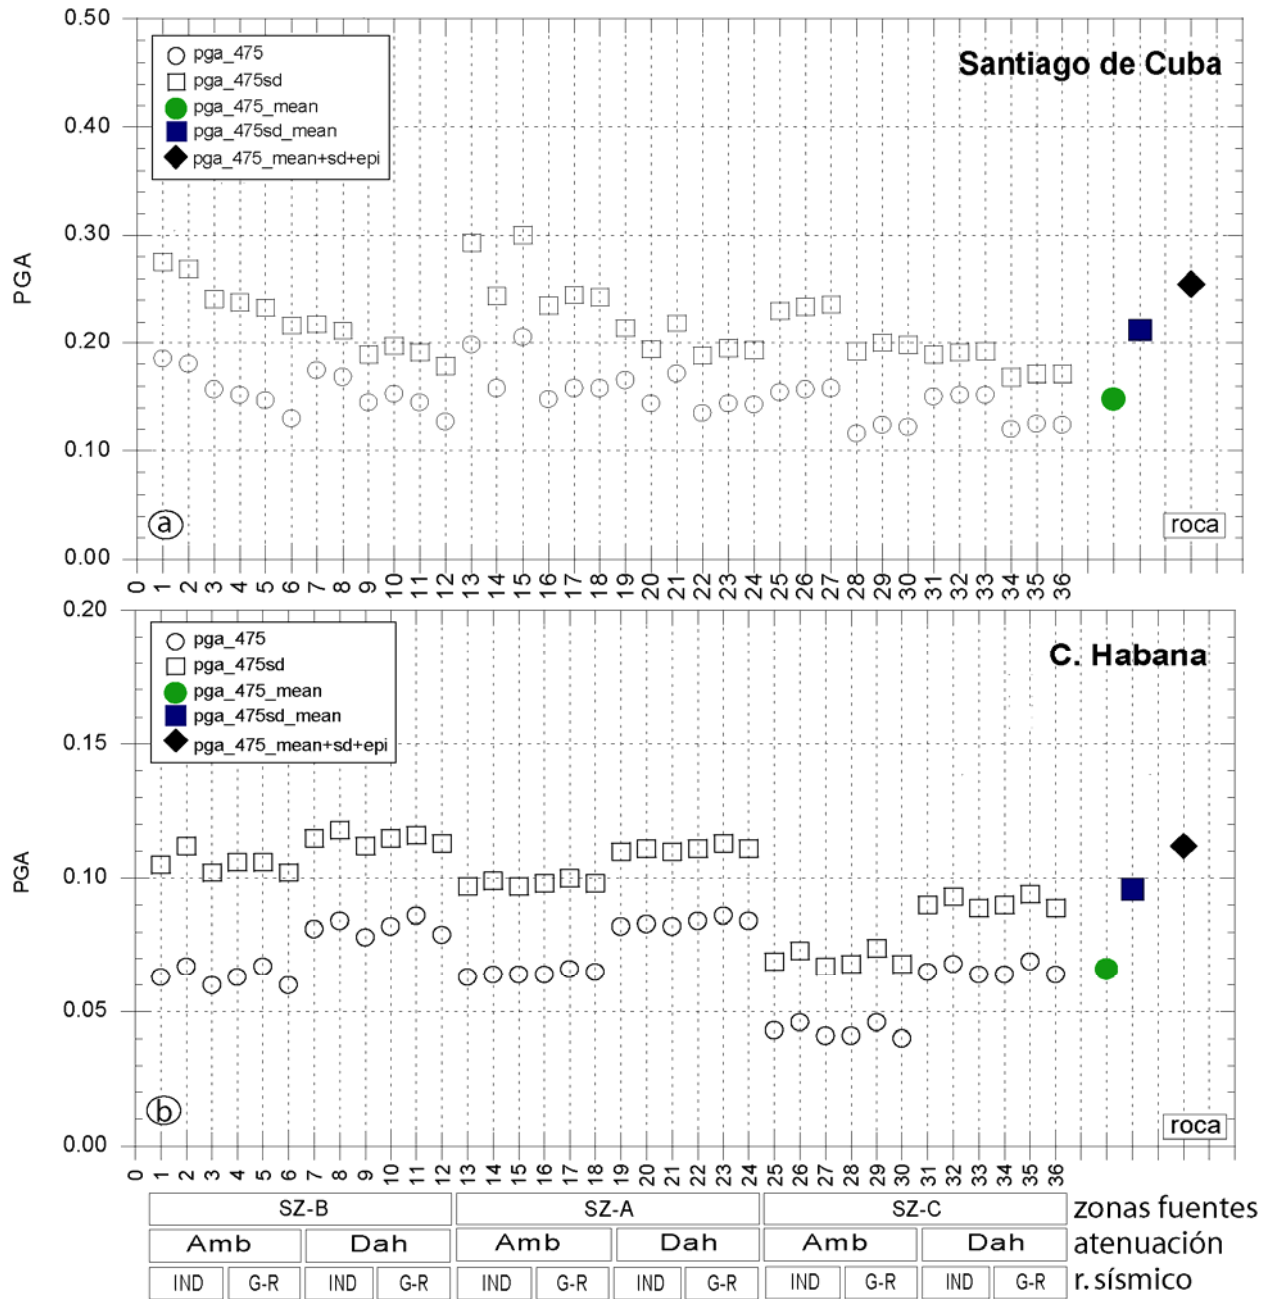 0.50
0.40
0.30
0.20
0.10
0.00
PGA
pga_475
pga_475sd
pga_475_mean
pga_475sd_mean
pga_475_mean+sd+epi
Santiago de Cuba
a
roca
0 1 2 3 4 5 6 7 8 9 10 11 12 13 14 15 16 17 18 19 20 21 22 23 24 25 26 27 28 29 30 31 32 33 34 35 36
0.20
0.15
0.10
0.05
0.00
PGA
pga_475
pga_475sd
pga_475_mean
pga_475sd_mean
pga_475_mean+sd+epi
C. Habana
b
roca
0 1 2 3 4 5 6 7 8 9 10 11 12 13 14 15 16 17 18 19 20 21 22 23 24 25 26 27 28 29 30 31 32 33 34 35 36
SZ-B SZ-A SZ-C zonas fuentes
Amb Dah Amb Dah Amb Dah atenuación
IND G-R IND G-R IND G-R IND G-R IND G-R IND G-R r. sísmico